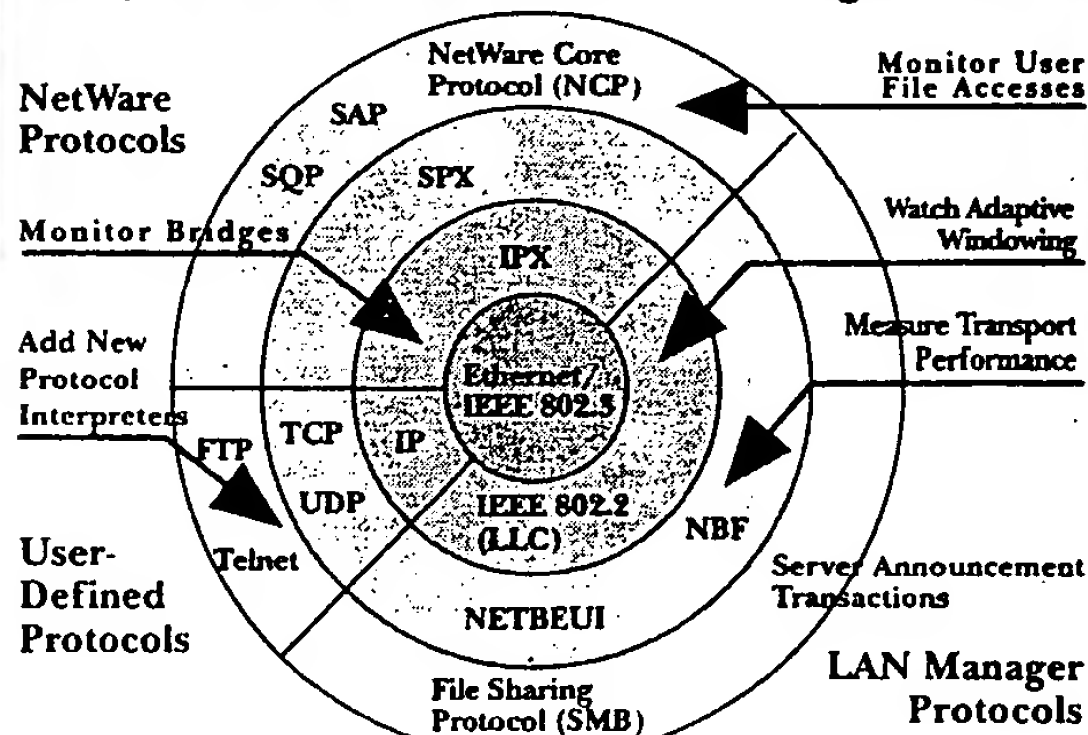 NetWare
Protocols
NetWare Core
Protocol (NCP)
Monitor User
File Accesses
SAP
SQP
SPX
Watch Adaptive
Windowing
Monitor Bridges
IPX
Add New
Protocol
Interpreters
Measure Transport
Performance
Ethernet/
IEEE 802.3
FTP
TCP
IP
UDP
IEEE 802.2
(LLC)
NBF
Telnet
User-
Defined
Protocols
Server Announcement
Transactions
NETBEUI
File Sharing
Protocol (SMB)
LAN Manager
Protocols